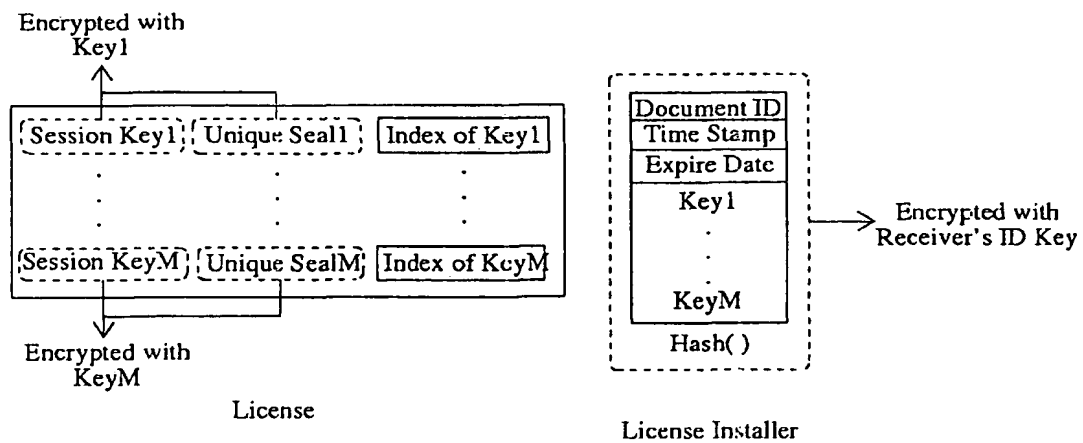 Encrypted with
Key1
Session Key1 Unique Seal1 Index of Key1
Session KeyM Unique SealM Index of KeyM
Encrypted with
KeyM
License
Document ID
Time Stamp
Expire Date
Key1
KeyM
Hash( )
Encrypted with
Receiver's ID Key
License Installer